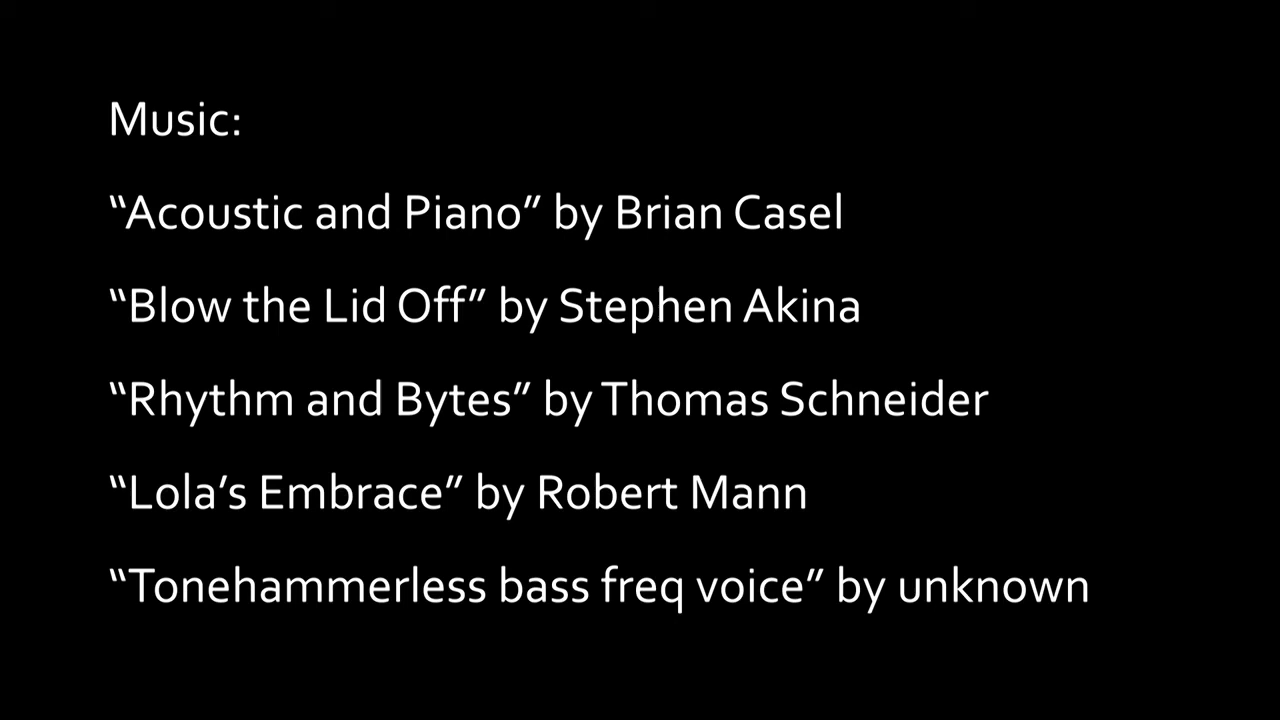 Music:
“Acoustic and Piano” by Brian Casel
“Blow the Lid Off” by Stephen Akina
“Rhythm and Bytes” by Thomas Schneider
“Lola’s Embrace” by Robert Mann
“Tonehammerless bass freq voice” by unknown